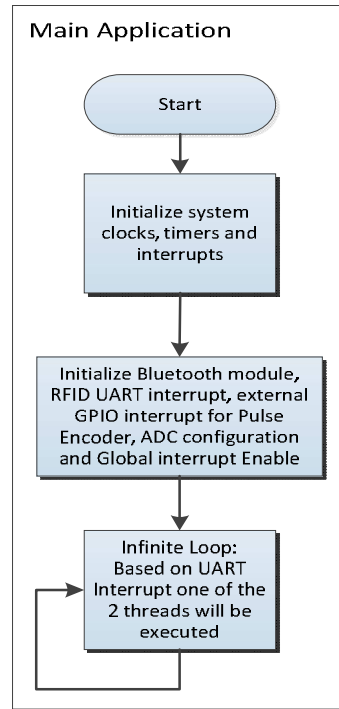 Main Application
Start
Initialize system
clocks, timers and
interrupts
Initialize Bluetooth module,
RFID UART interrupt, external
GPIO interrupt for Pulse
Encoder, ADC configuration
and Global interrupt Enable
Infinite Loop:
Based on UART
Interrupt one of the
2 threads will be
executed